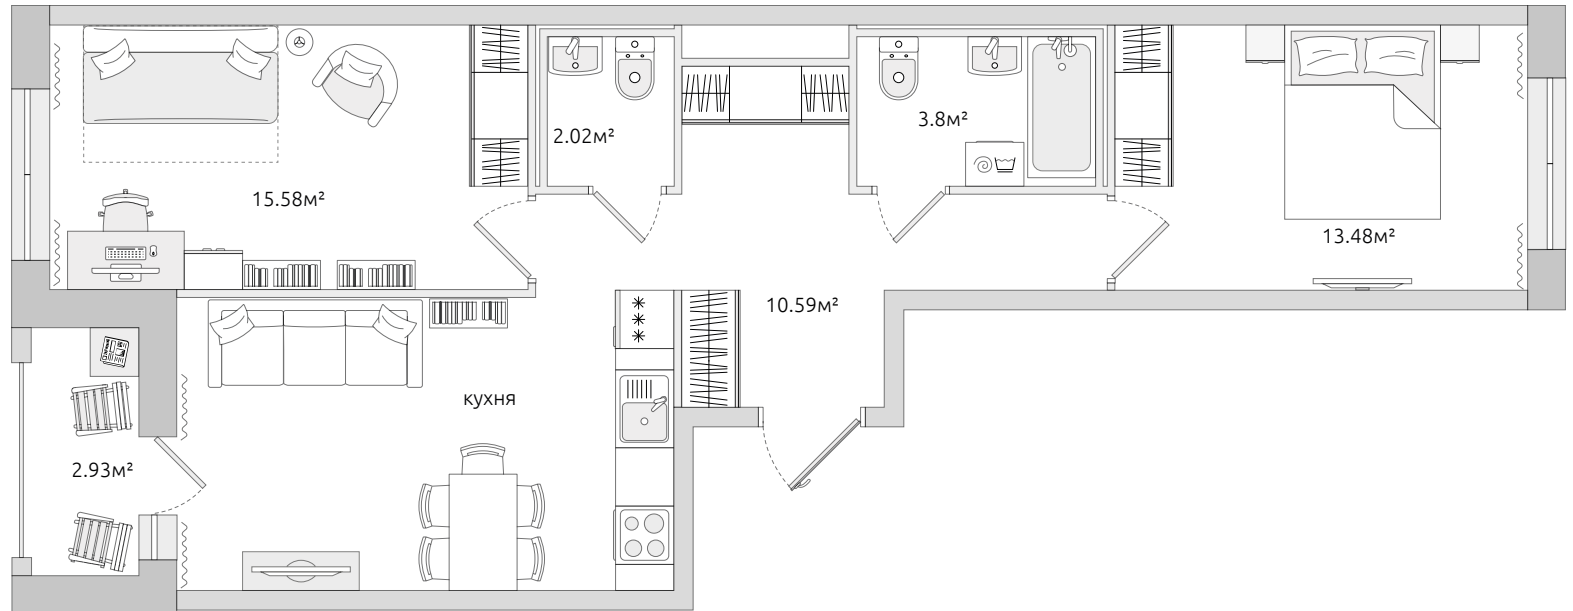 2.02м²
3.8м²
15.58м²
13.48м²
10.59м²
кухня
2.93м²